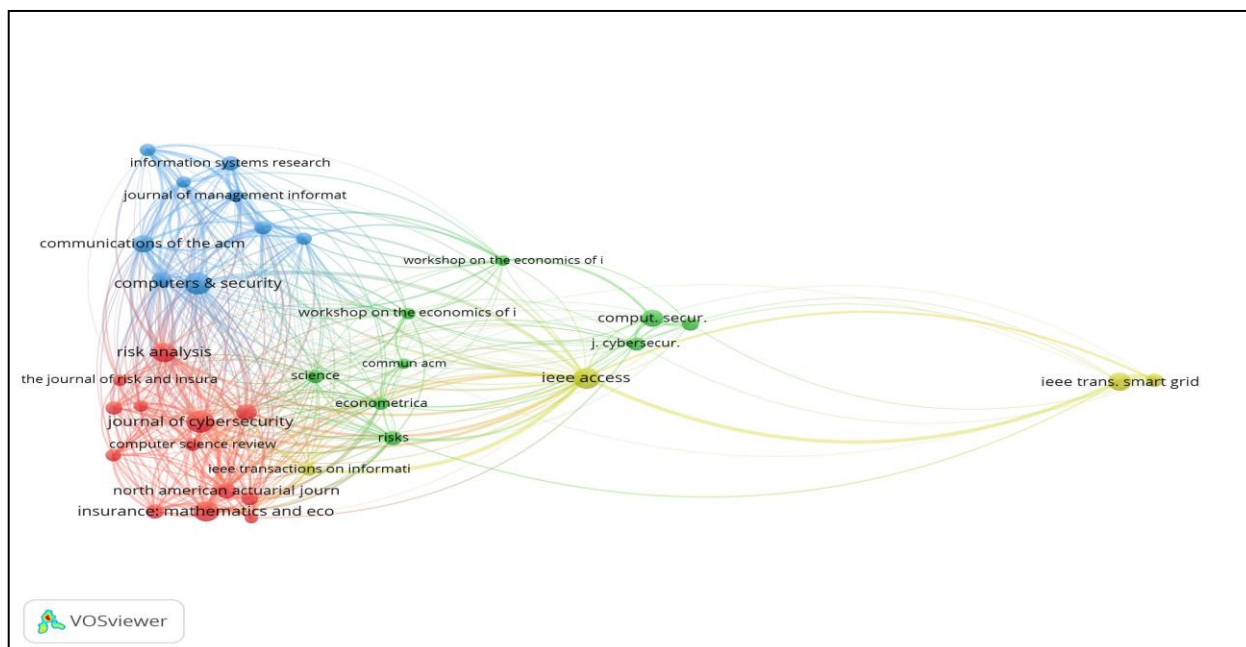 information systems research
journal of management informat
communications of the acm
workshop on the economics of i
computers & security
workshop on the economics of i
comput. secur.
j. cybersecur.
risk analysis
commun acm
science
ieee access
the journal of risk and insura
ieee trans. smart grid
econometrica
journal of cybersecurity
risks
computer science review
ieee transactions on informati
north american actuarial journ
insurance: mathematics and eco
VOSviewer